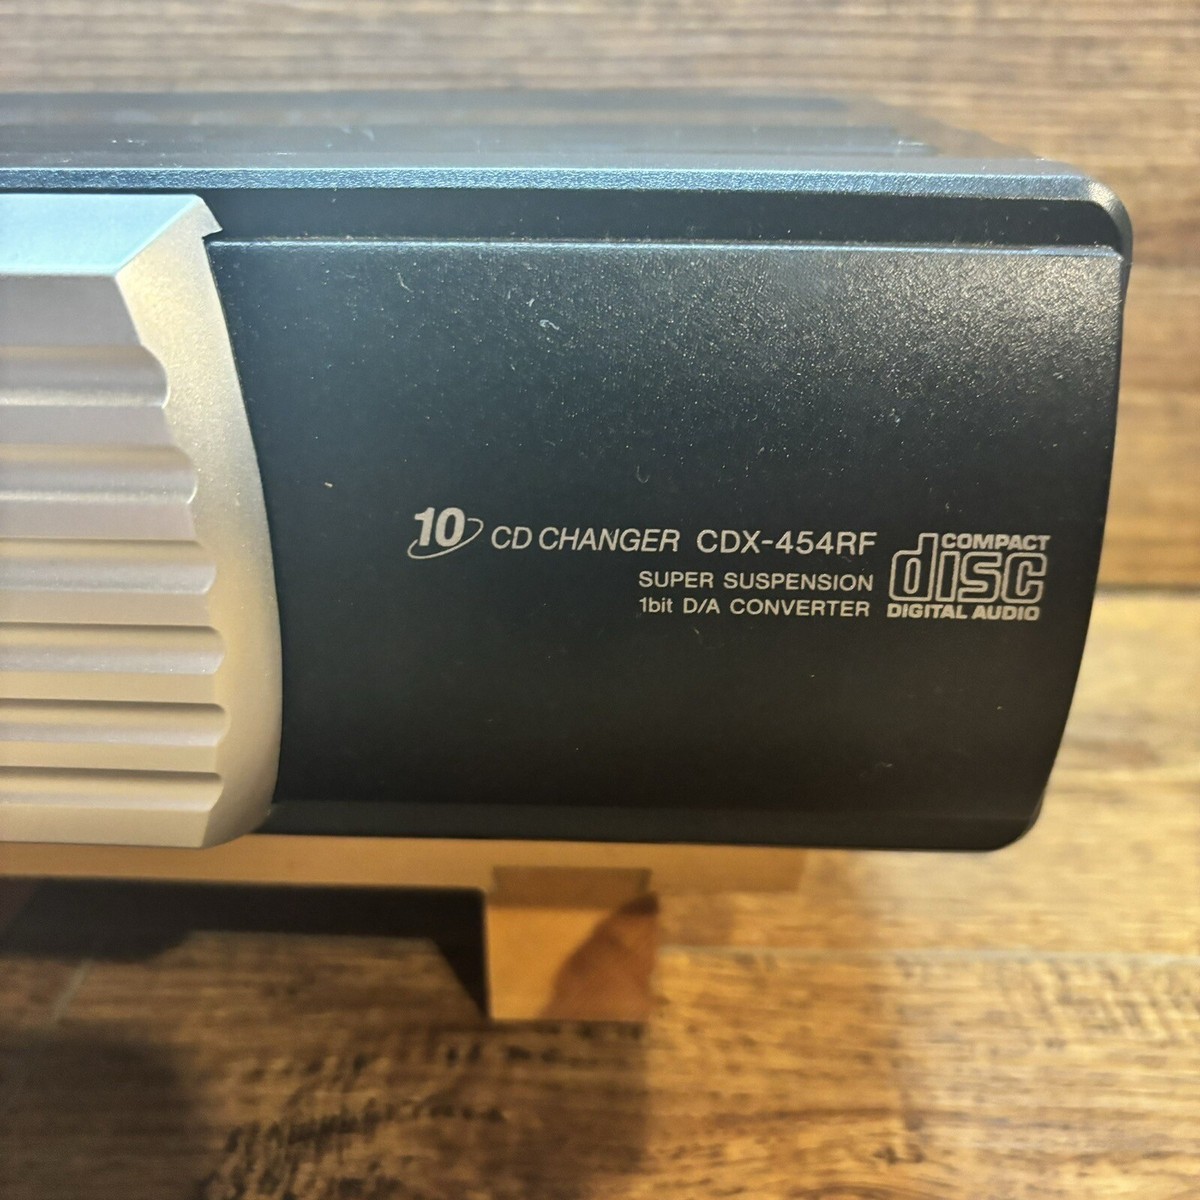 10 CD CHANGER CDX-454RF
SUPER SUSPENSION
1bit D/A CONVERTER
COMPACT
disc
DIGITAL AUDIO